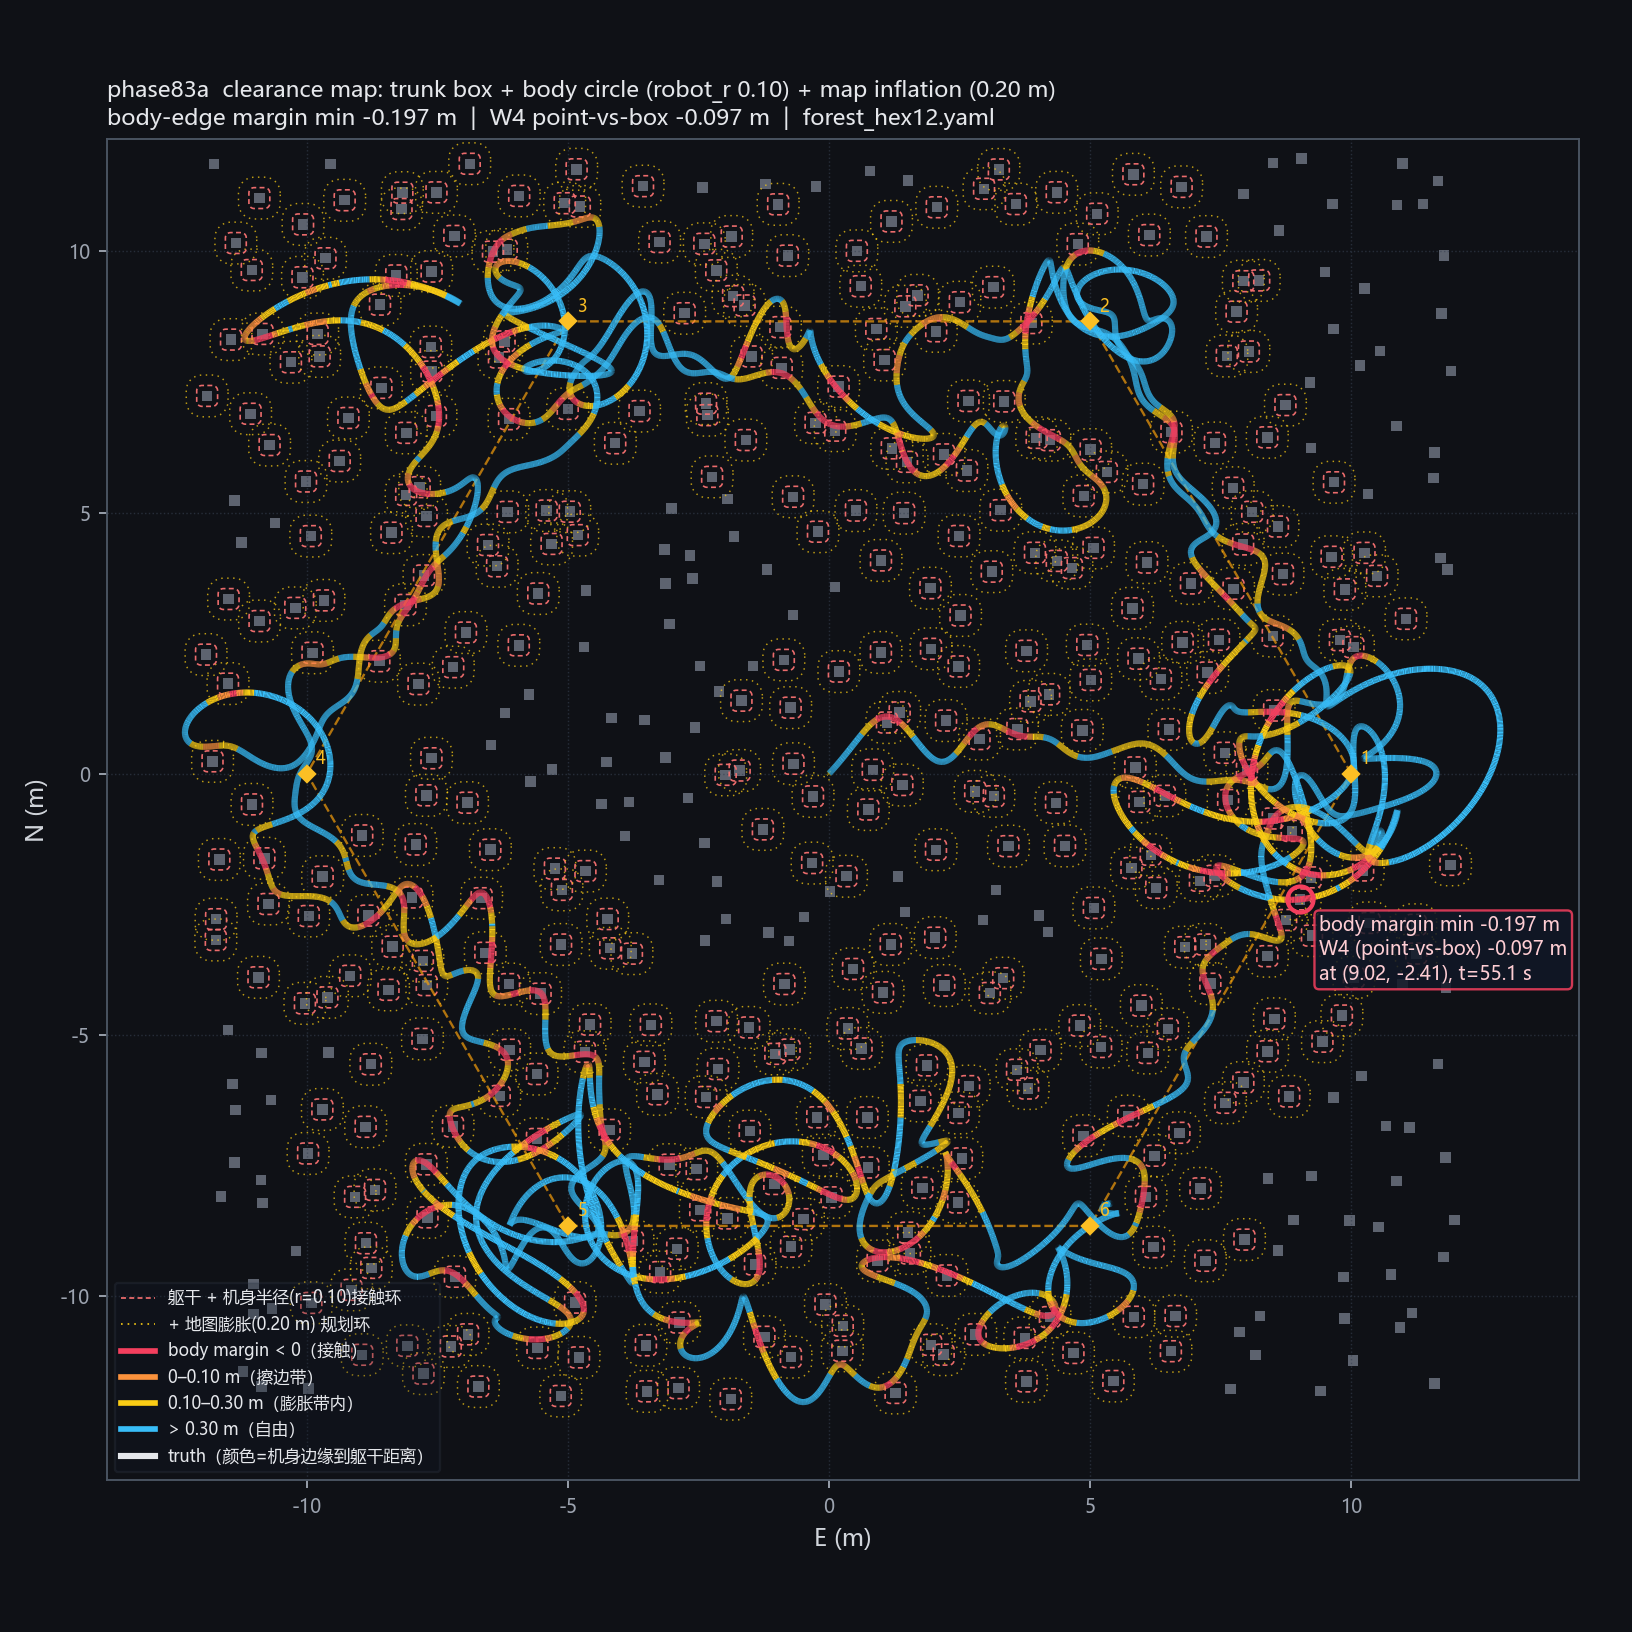 phase83a  clearance map: trunk box + body circle (robot_r 0.10) + map inflation (0.20 m)
body-edge margin min -0.197 m  |  W4 point-vs-box -0.097 m  |  forest_hex12.yaml
10
5
0
-5
-10
N (m)
3
2
4
1
5
6
body margin min -0.197 m
W4 (point-vs-box) -0.097 m
at (9.02, -2.41), t=55.1 s
躯干 + 机身半径(r=0.10)接触环
+ 地图膨胀(0.20 m) 规划环
body margin < 0（接触）
0–0.10 m（擦边带）
0.10–0.30 m（膨胀带内）
> 0.30 m（自由）
truth（颜色=机身边缘到躯干距离）
-10
-5
0
5
10
E (m)